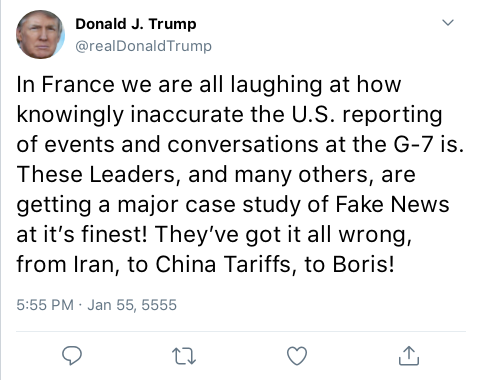 Donald J. Trump
@realDonaldTrump
In France we are all laughing at how
knowingly inaccurate the U.S. reporting
of events and conversations at the G-7 is.
These Leaders, and many others, are
getting a major case study of Fake News
at it’s finest! They’ve got it all wrong,
from Iran, to China Tariffs, to Boris!
5:55 PM · Jan 55, 5555